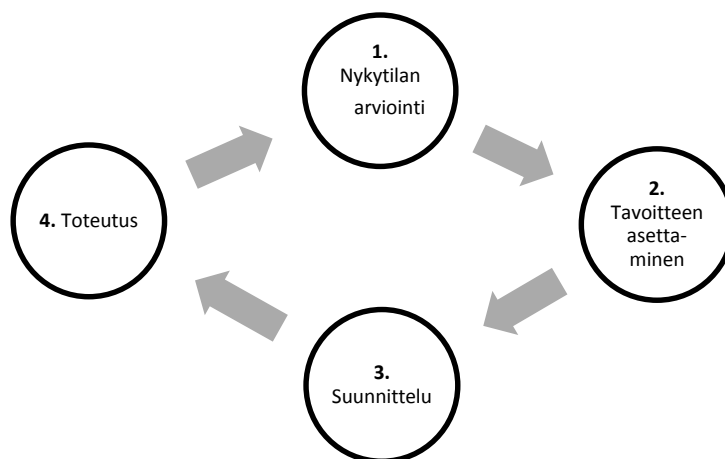 1.
Nykytilan
arviointi
2.
Tavoitteen
asetta-
minen
3.
Suunnittelu
4. Toteutus